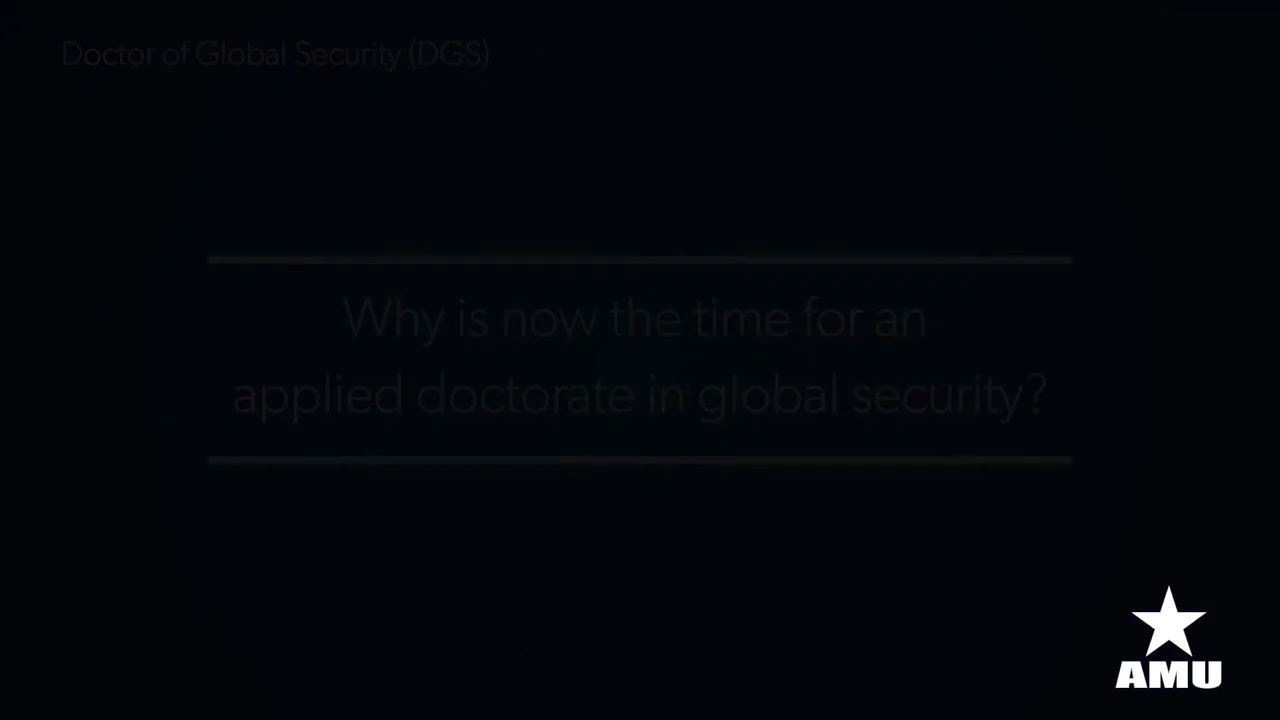 Doctor of Global Security (DGS)
Why is now the time for an
applied doctorate in global security?
AMU